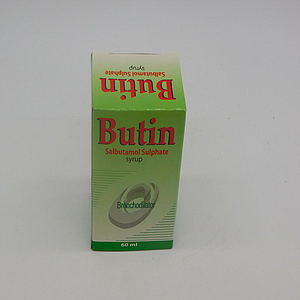 Butin
Salbutamol Sulphate
syrup
Butin
Salbutamol Sulphate
syrup
Bronchodilator
60 ml